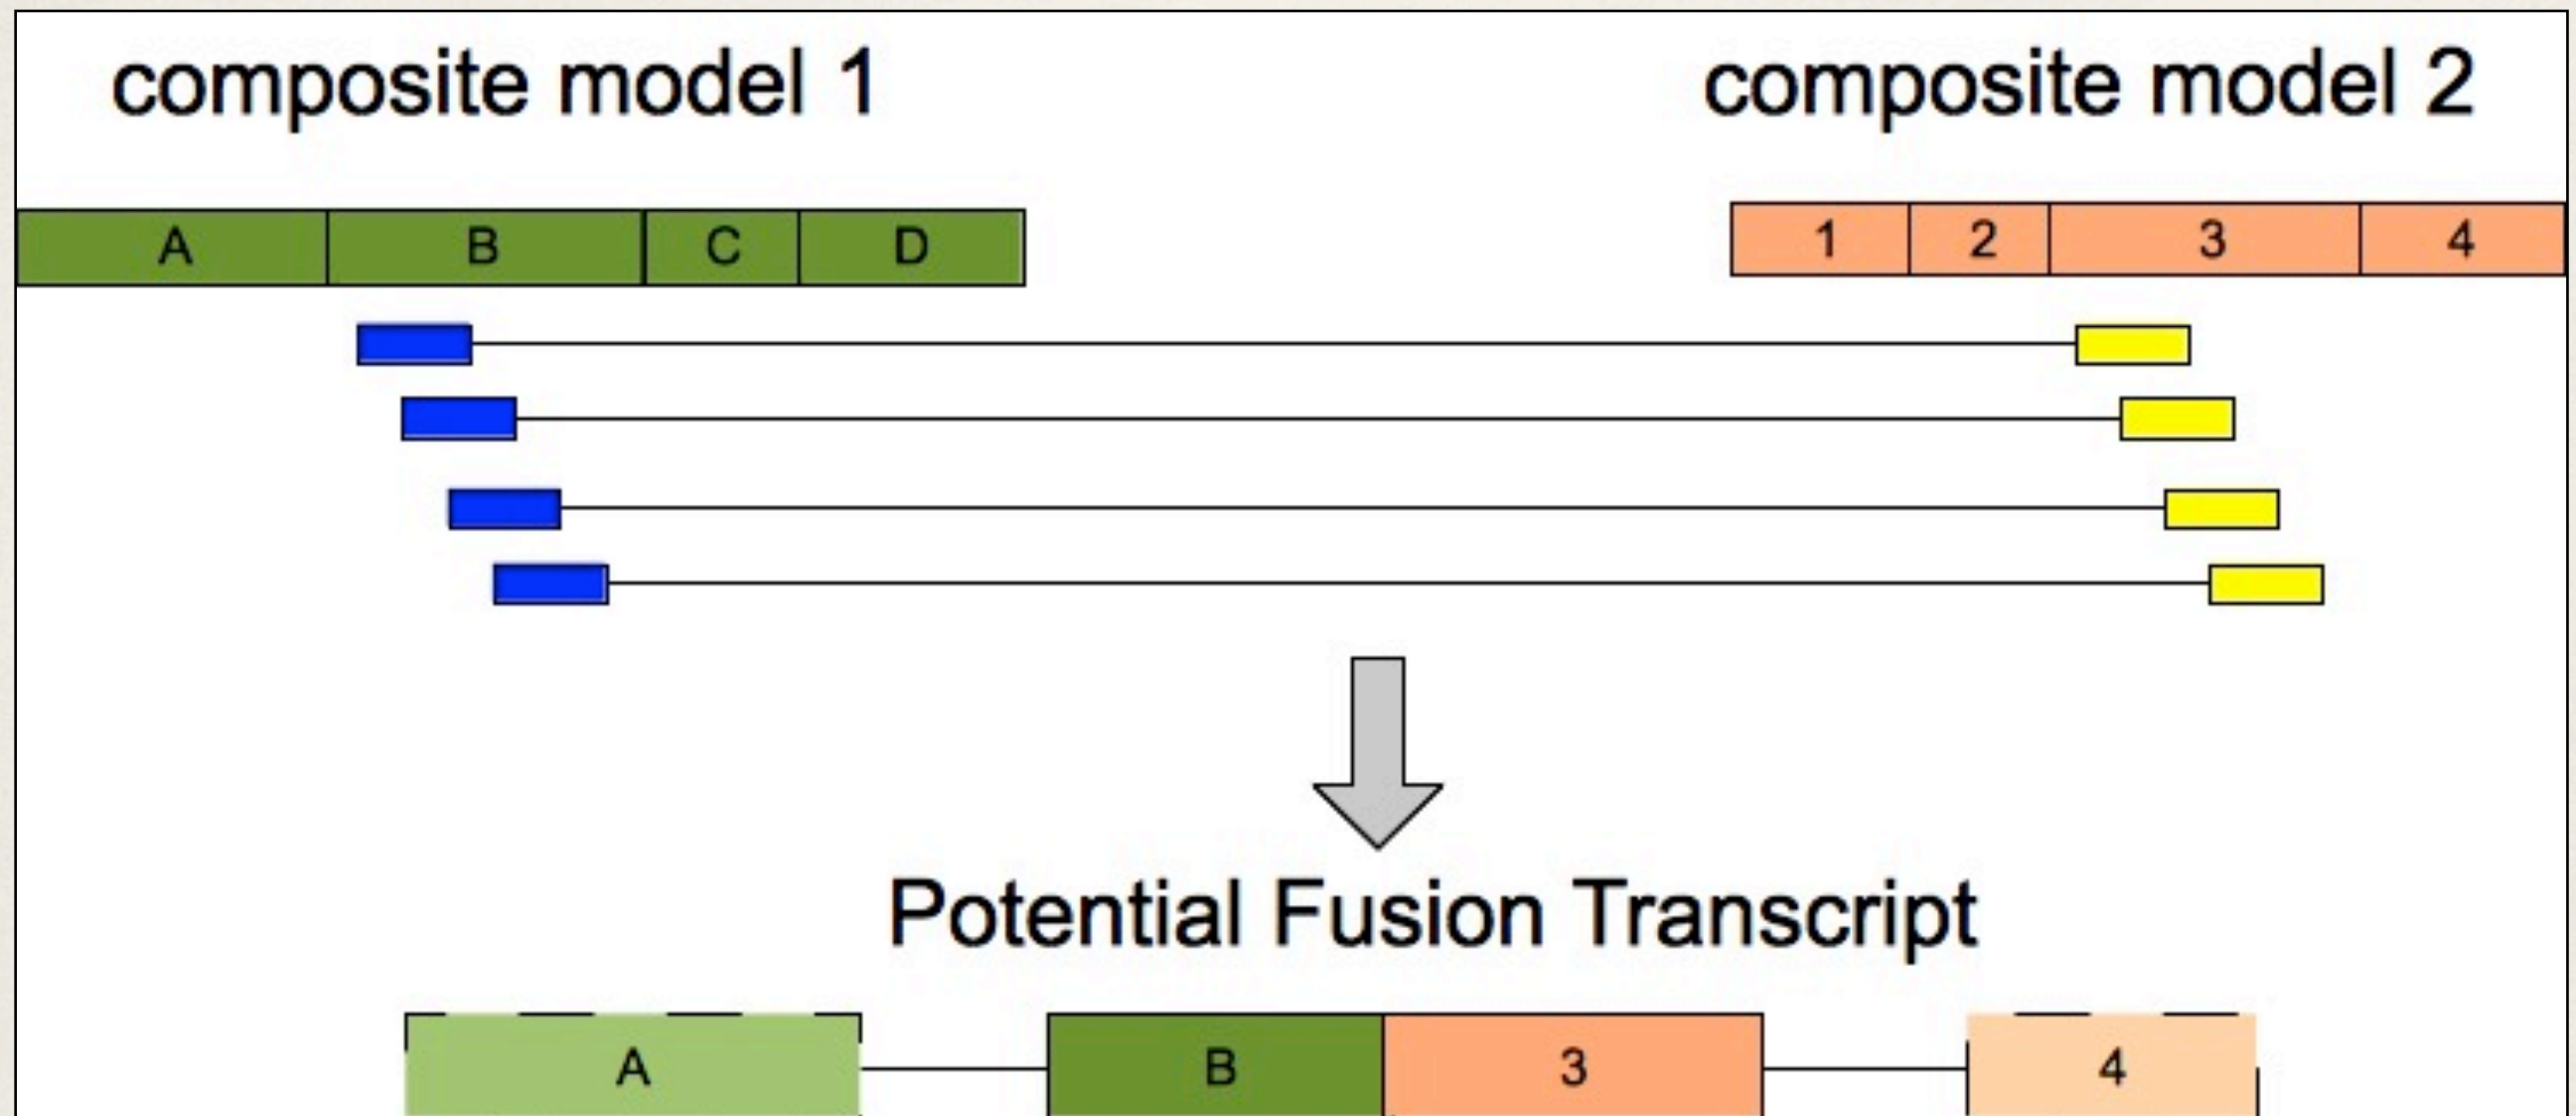 composite model 1
composite model 2
A B C D
1 2 3 4
Potential Fusion Transcript
A B 3 4